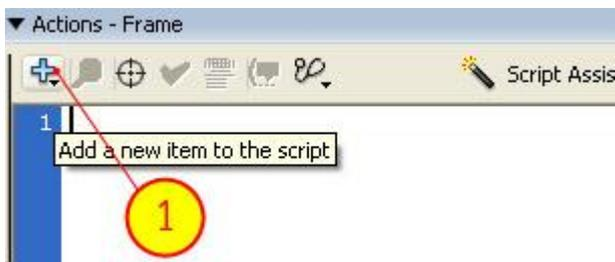 Actions - Frame
Script Assis
1
Add a new item to the script
1